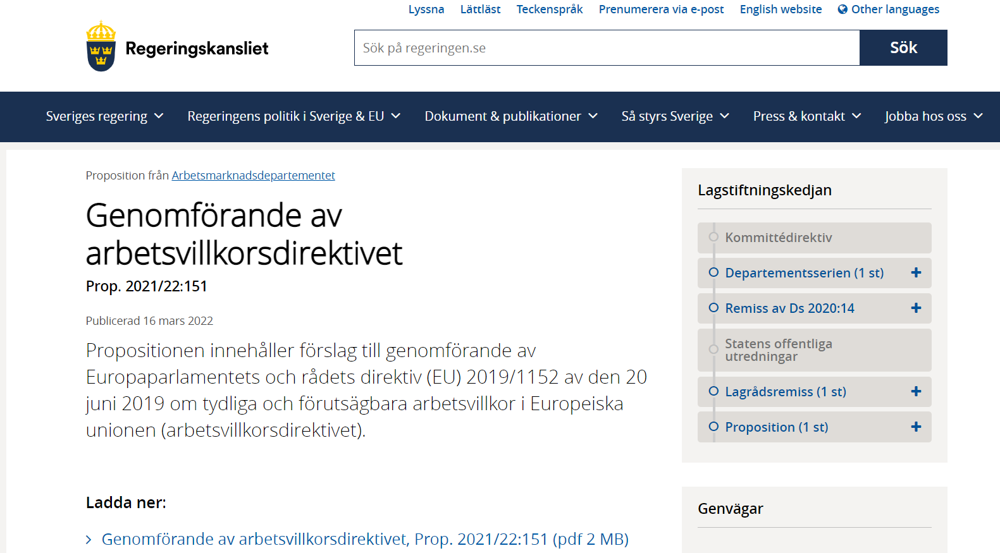 Lyssna Lättläst Teckenspråk Prenumerera via e-post English website Other languages
Regeringskansliet
Sök på regeringen.se Sök
Sveriges regering Regeringens politik i Sverige & EU Dokument & publikationer Så styrs Sverige Press & kontakt Jobba hos oss
Proposition från Arbetsmarknadsdepartementet
Genomförande av
arbetsvillkorsdirektivet
Prop. 2021/22:151
Publicerad 16 mars 2022
Propositionen innehåller förslag till genomförande av
Europaparlamentets och rådets direktiv (EU) 2019/1152 av den 20
juni 2019 om tydliga och förutsägbara arbetsvillkor i Europeiska
unionen (arbetsvillkorsdirektivet).
Ladda ner:
Genomförande av arbetsvillkorsdirektivet, Prop. 2021/22:151 (pdf 2 MB)
Lagstiftningskedjan
Kommittédirektiv
Departementsserien (1 st)
Remiss av Ds 2020:14
Statens offentliga
utredningar
Lagrådsremiss (1 st)
Proposition (1 st)
Genvägar